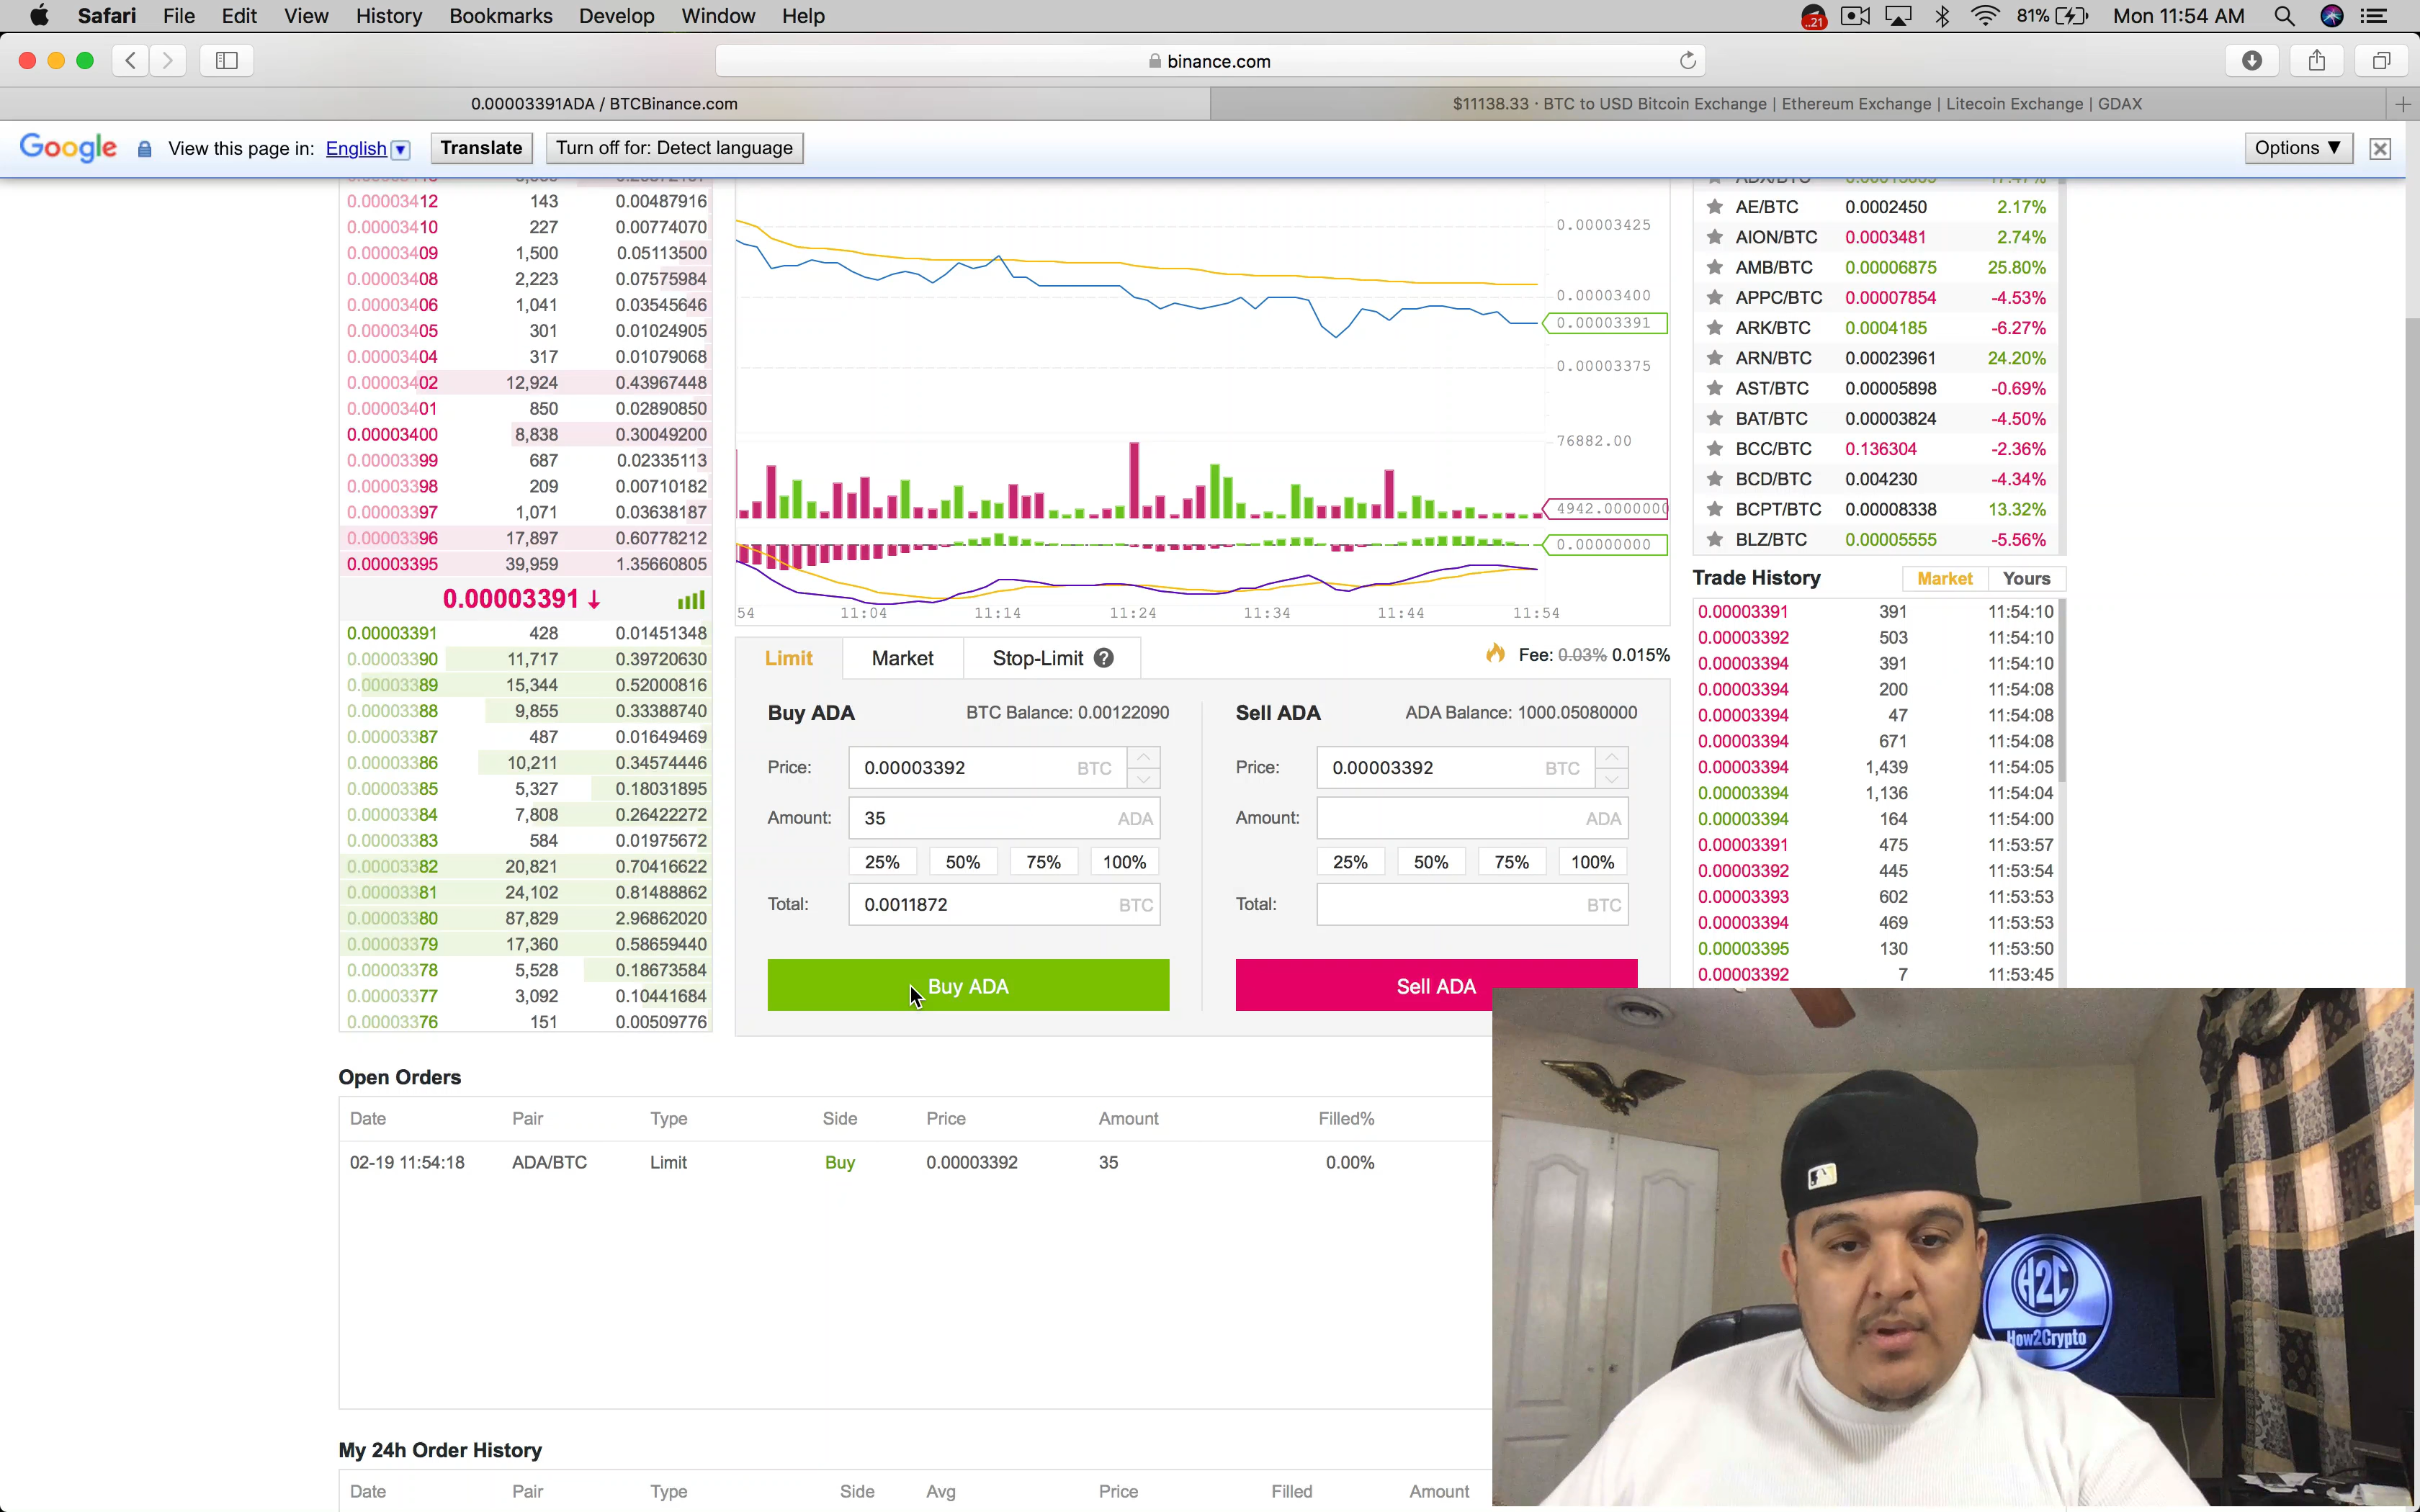 Safari File Edit View History Bookmarks Develop Window Help ..21 81% Mon 11:54 AM
binance.com
0.00003391ADA / BTCBinance.com $11138.33 · BTC to USD Bitcoin Exchange | Ethereum Exchange | Litecoin Exchange | GDAX
Google View this page in: English Translate Turn off for: Detect language Options ▼
0.00003412 143 0.00487916
0.00003410 227 0.00774070
0.00003409 1,500 0.05113500
0.00003408 2,223 0.07575984
0.00003406 1,041 0.03545646
0.00003405 301 0.01024905
0.00003404 317 0.01079068
0.00003402 12,924 0.43967448
0.00003401 850 0.02890850
0.00003400 8,838 0.30049200
0.00003399 687 0.02335113
0.00003398 209 0.00710182
0.00003397 1,071 0.03638187
0.00003396 17,897 0.60778212
0.00003395 39,959 1.35660805
0.00003391↓
0.00003391 428 0.01451348
0.00003390 11,717 0.39720630
0.00003389 15,344 0.52000816
0.00003388 9,855 0.33388740
0.00003387 487 0.01649469
0.00003386 10,211 0.34574446
0.00003385 5,327 0.18031895
0.00003384 7,808 0.26422272
0.00003383 584 0.01975672
0.00003382 20,821 0.70416622
0.00003381 24,102 0.81488862
0.00003380 87,829 2.96862020
0.00003379 17,360 0.58659440
0.00003378 5,528 0.18673584
0.00003377 3,092 0.10441684
0.00003376 151 0.00509776
0.00003425
0.00003400
0.00003391
0.00003375
76882.00
4942.0000000
0.00000000
54 11:04 11:14 11:24 11:34 11:44 11:54
Limit Market Stop-Limit ? Fee: 0.03% 0.015%
Buy ADA BTC Balance: 0.00122090
Price: 0.00003392 BTC
Amount: 35 ADA
25% 50% 75% 100%
Total: 0.0011872 BTC
Buy ADA
Sell ADA ADA Balance: 1000.05080000
Price: 0.00003392 BTC
Amount: ADA
25% 50% 75% 100%
Total: BTC
Sell ADA
AE/BTC 0.0002450 2.17%
AION/BTC 0.0003481 2.74%
AMB/BTC 0.00006875 25.80%
APPC/BTC 0.00007854 -4.53%
ARK/BTC 0.0004185 -6.27%
ARN/BTC 0.00023961 24.20%
AST/BTC 0.00005898 -0.69%
BAT/BTC 0.00003824 -4.50%
BCC/BTC 0.136304 -2.36%
BCD/BTC 0.004230 -4.34%
BCPT/BTC 0.00008338 13.32%
BLZ/BTC 0.00005555 -5.56%
Trade History Market Yours
0.00003391 391 11:54:10
0.00003392 503 11:54:10
0.00003394 391 11:54:10
0.00003394 200 11:54:08
0.00003394 47 11:54:08
0.00003394 671 11:54:08
0.00003394 1,439 11:54:05
0.00003394 1,136 11:54:04
0.00003394 164 11:54:00
0.00003391 475 11:53:57
0.00003392 445 11:53:54
0.00003393 602 11:53:53
0.00003394 469 11:53:53
0.00003395 130 11:53:50
0.00003392 7 11:53:45
Open Orders
Date Pair Type Side Price Amount Filled%
02-19 11:54:18 ADA/BTC Limit Buy 0.00003392 35 0.00%
My 24h Order History
Date Pair Type Side Avg Price Filled Amount
H2C
How2Crypto